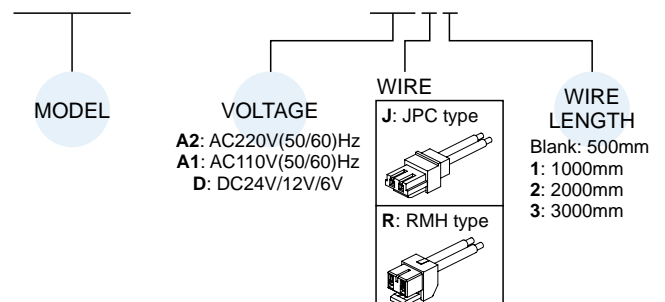 MODEL
VOLTAGE
A2: AC220V(50/60)Hz
A1: AC110V(50/60)Hz
D: DC24V/12V/6V
WIRE
J: JPC type
R: RMH type
WIRE
LENGTH
Blank: 500mm
1: 1000mm
2: 2000mm
3: 3000mm